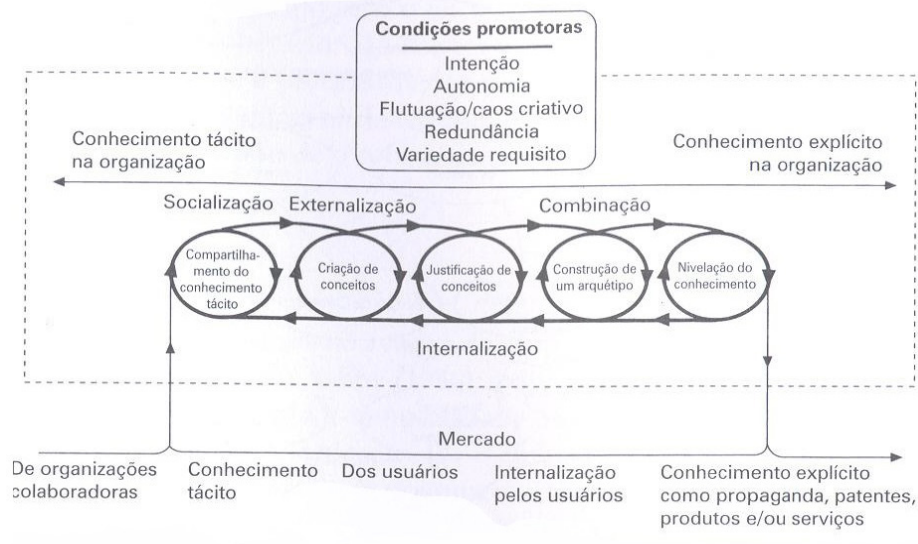 Condições promotoras
Intenção
Autonomia
Flutuação/caos criativo
Redundância
Variedade requisito
Conhecimento tácito
na organização
Conhecimento explícito
na organização
Socialização
Externalização
Combinação
Compartilha-
mento do
conhecimento
tácito
Criação de
conceitos
Justificação de
conceitos
Construção de
um arquétipo
Nivelação do
conhecimento
Internalização
Mercado
De organizações
colaboradoras
Conhecimento
tácito
Dos usuários
Internalização
pelos usuários
Conhecimento explícito
como propaganda, patentes,
produtos e/ou serviços